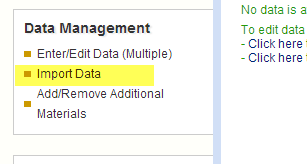 Data Management
Enter/Edit Data (Multiple)
Import Data
Add/Remove Additional
Materials
No data is a
To edit data
- Click here
- Click here